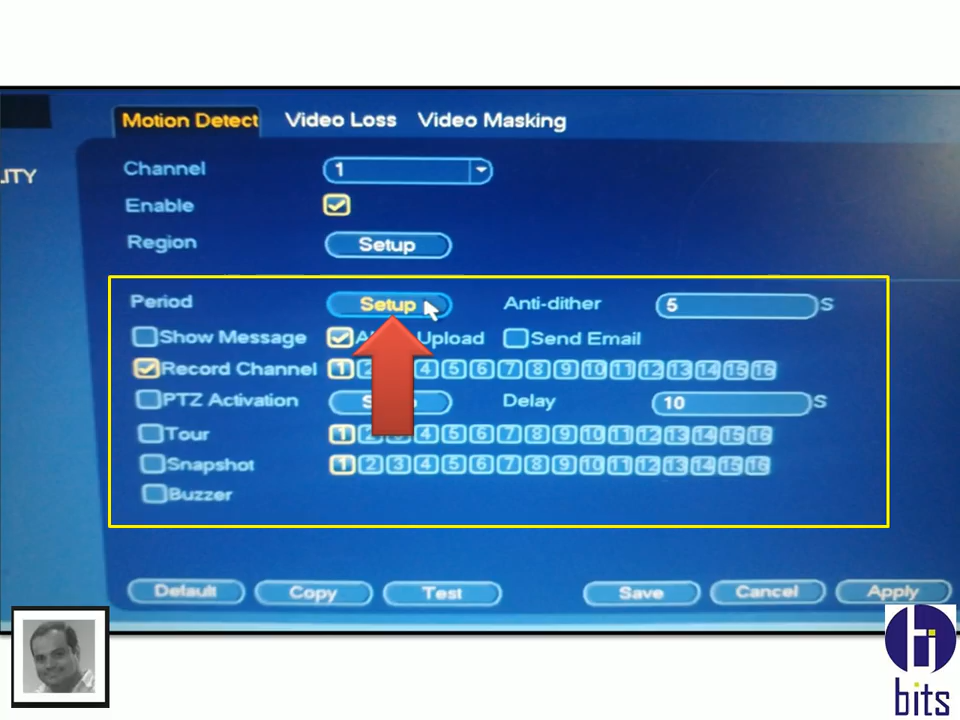 Motion Detect Video Loss Video Masking
LITY
Channel 1
Enable
Region Setup
Period Setup Anti-dither 5 S
Show Message Upload Send Email
Record Channel 1 2 4 5 6 7 8 9 10 11 12 13 14 15 16
PTZ Activation Delay 10 S
Tour 1 2 3 4 5 6 7 8 9 10 11 12 13 14 15 16
Snapshot 1 2 3 4 5 6 7 8 9 10 11 12 13 14 15 16
Buzzer
Default Copy Test Save Cancel Apply
bits